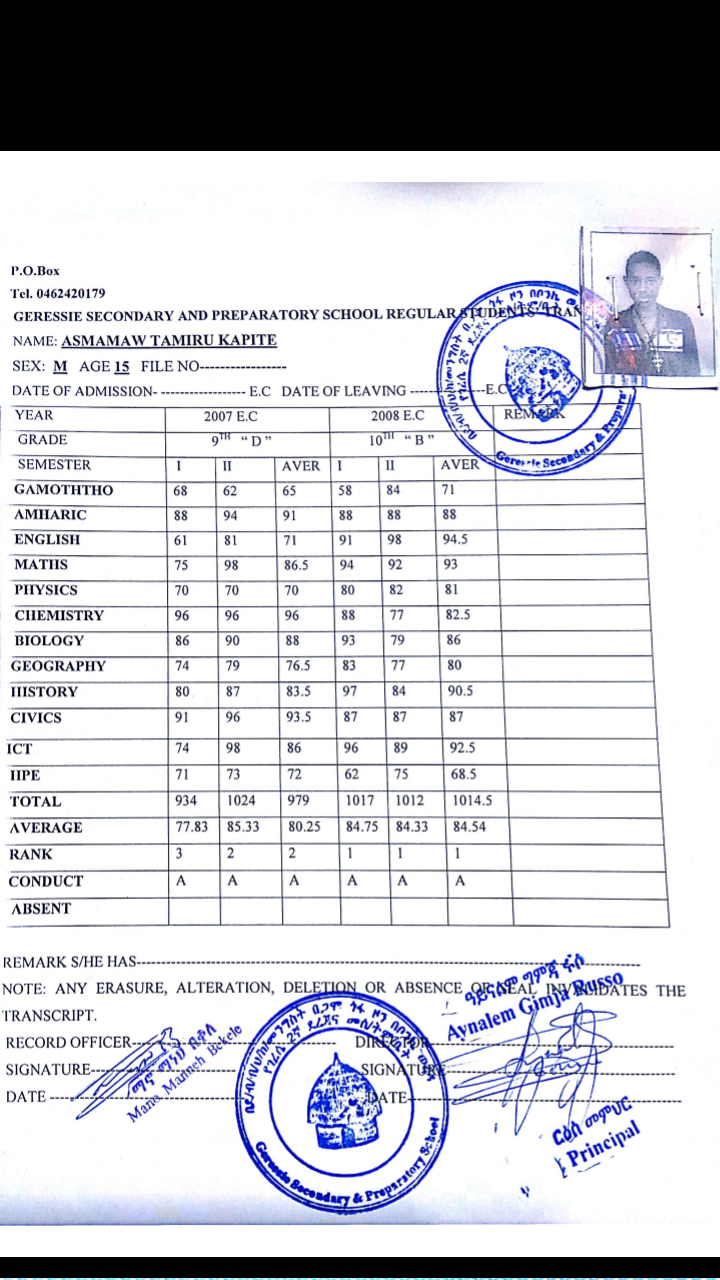 P.O.Box
Tel. 0462420179
GERESSIE SECONDARY AND PREPARATORY SCHOOL REGULAR STUDENTS' TRAN
NAME: ASMAMAW TAMIRU KAPITE
SEX: M AGE 15 FILE NO-----------------
DATE OF ADMISSION- ----------------- E.C DATE OF LEAVING ---------------E.C
YEAR 2007 E.C 2008 E.C REMARK
GRADE 9TH “D” 10TH “B”
SEMESTER I II AVER I II AVER
GAMOTHTHO 68 62 65 58 84 71
AMHARIC 88 94 91 88 88 88
ENGLISH 61 81 71 91 98 94.5
MATHS 75 98 86.5 94 92 93
PHYSICS 70 70 70 80 82 81
CHEMISTRY 96 96 96 88 77 82.5
BIOLOGY 86 90 88 93 79 86
GEOGRAPHY 74 79 76.5 83 77 80
HISTORY 80 87 83.5 97 84 90.5
CIVICS 91 96 93.5 87 87 87
ICT 74 98 86 96 89 92.5
HPE 71 73 72 62 75 68.5
TOTAL 934 1024 979 1017 1012 1014.5
AVERAGE 77.83 85.33 80.25 84.75 84.33 84.54
RANK 3 2 2 1 1 1
CONDUCT A A A A A A
ABSENT
REMARK S/HE HAS-----------------
NOTE: ANY ERASURE, ALTERATION, DELETION OR ABSENCE OF SEAL INVALIDATES THE
TRANSCRIPT.
RECORD OFFICER----------------- DIRECTOR-----------------
SIGNATURE----------------- SIGNATURE-----------------
DATE ----------------- DATE-----------------
Mano Manneh Bekele
Aynalem Gimja Russo
ርዕሰ መምህር
Principal
Geressie Secondary & Preparatory School